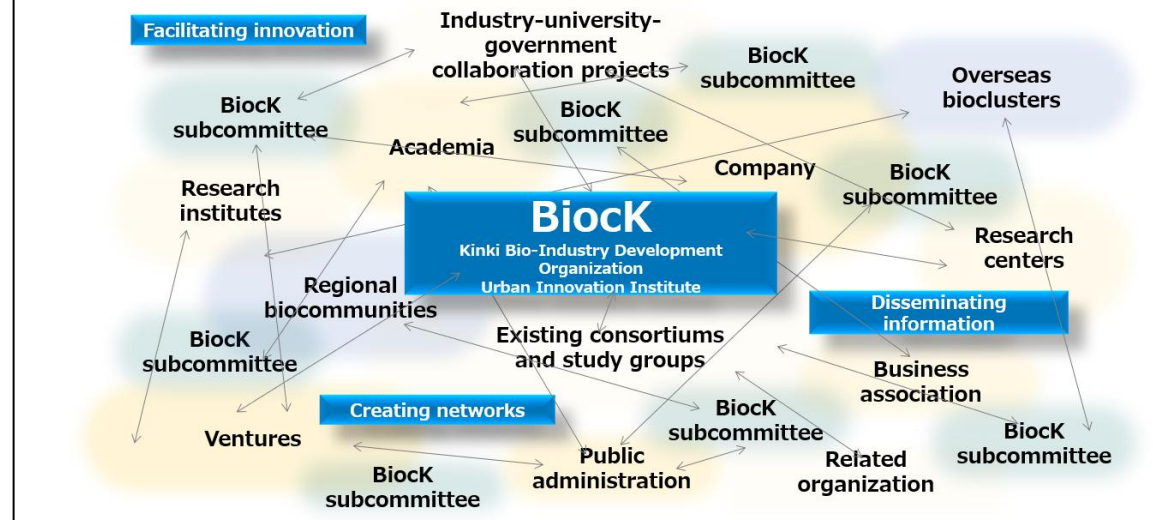 Facilitating innovation
Industry-university-
government
collaboration projects
BiocK
subcommittee
Overseas
bioclusters
BiocK
subcommittee
BiocK
subcommittee
Academia
Company
BiocK
subcommittee
Research
institutes
BiocK
Kinki Bio-Industry Development
Organization
Urban Innovation Institute
Research
centers
Regional
biocommunities
Disseminating
information
Existing consortiums
and study groups
BiocK
subcommittee
Business
association
Creating networks
BiocK
subcommittee
Ventures
BiocK
subcommittee
Public
administration
Related
organization
BiocK
subcommittee